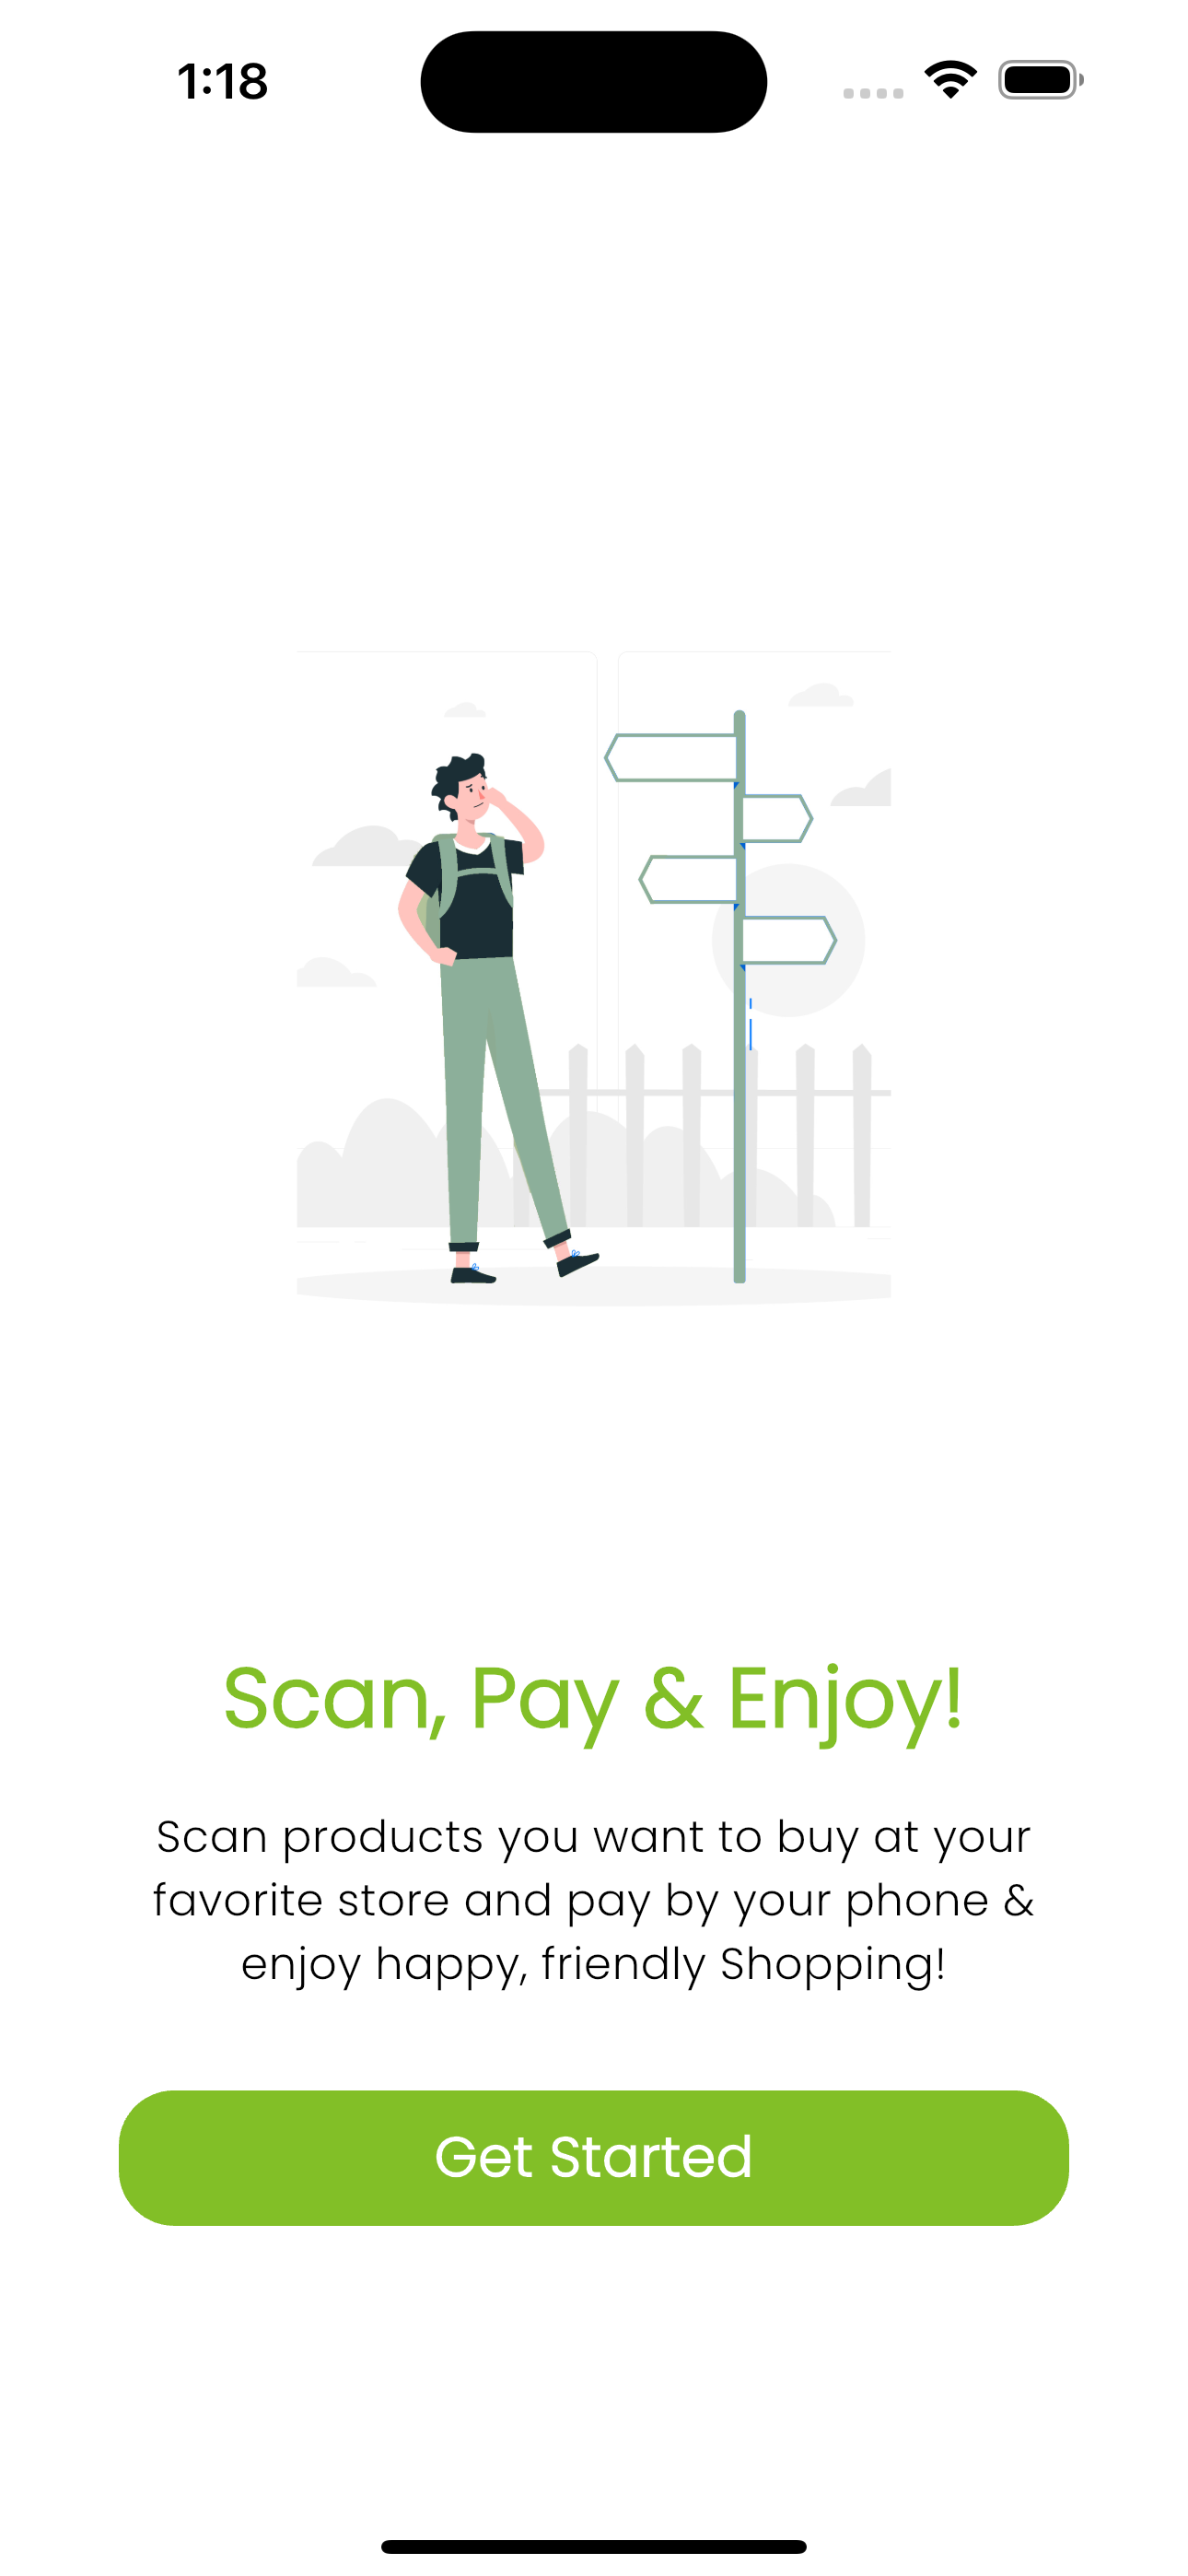 1:18
Scan, Pay & Enjoy!
Scan products you want to buy at your
favorite store and pay by your phone &
enjoy happy, friendly Shopping!
Get Started